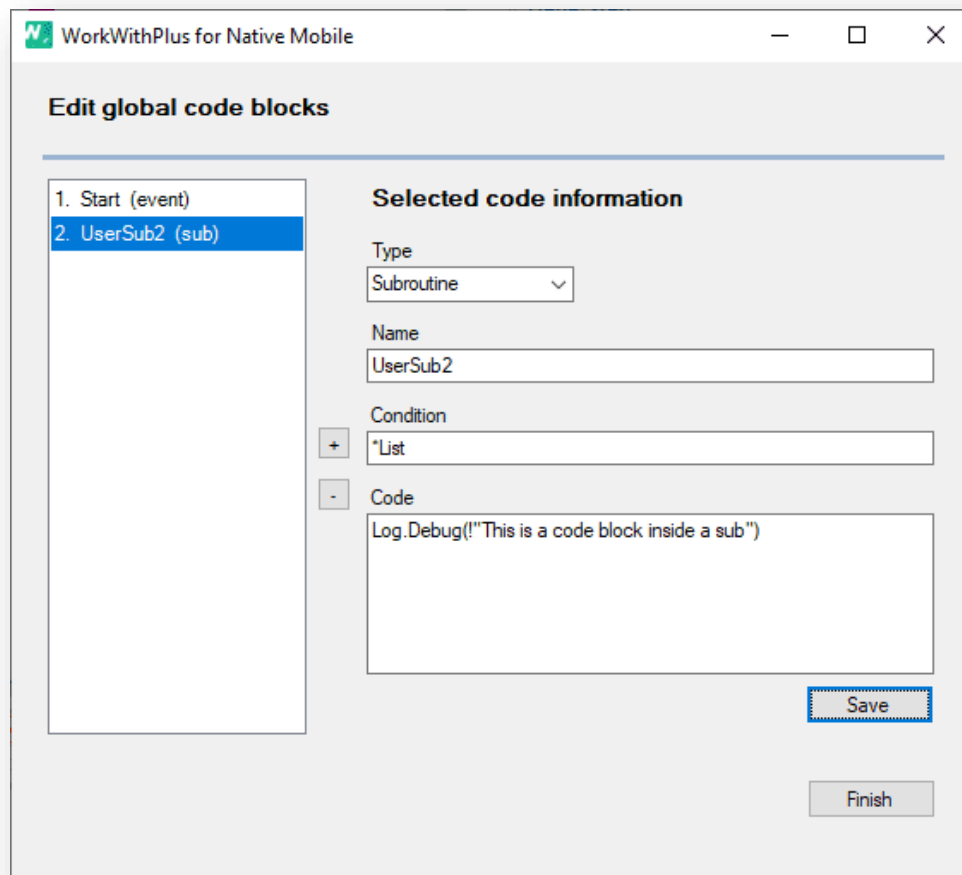 WorkWithPlus for Native Mobile
Edit global code blocks
1. Start (event)
2. UserSub2 (sub)
Selected code information
Type
Subroutine
Name
UserSub2
Condition
*List
+
-
Code
Log.Debug(!"This is a code block inside a sub")
Save
Finish